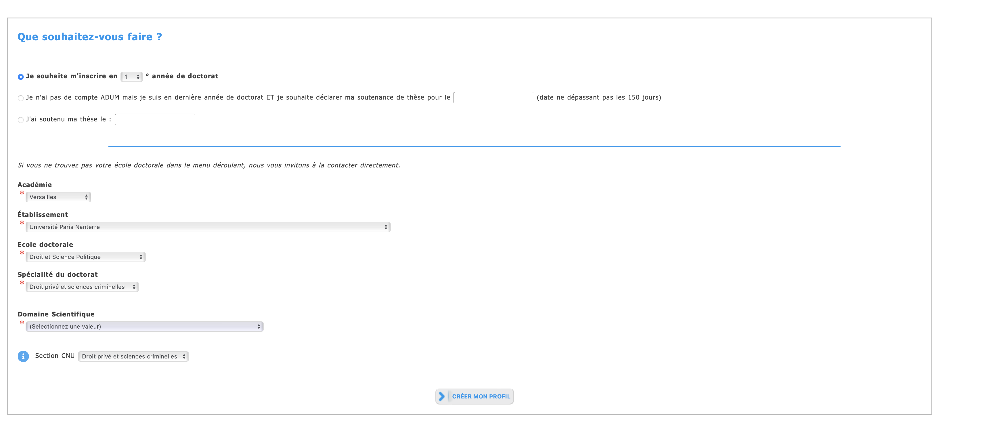 Que souhaitez-vous faire ?
Je souhaite m'inscrire en 1 ° année de doctorat
Je n'ai pas de compte ADUM mais je suis en dernière année de doctorat ET je souhaite déclarer ma soutenance de thèse pour le (date ne dépassant pas les 150 jours)
J'ai soutenu ma thèse le :
Si vous ne trouvez pas votre école doctorale dans le menu déroulant, nous vous invitons à la contacter directement.
Académie
* Versailles
Établissement
* Université Paris Nanterre
Ecole doctorale
* Droit et Science Politique
Spécialité du doctorat
* Droit privé et sciences criminelles
Domaine Scientifique
* (Selectionnez une valeur)
i Section CNU Droit privé et sciences criminelles
CRÉER MON PROFIL